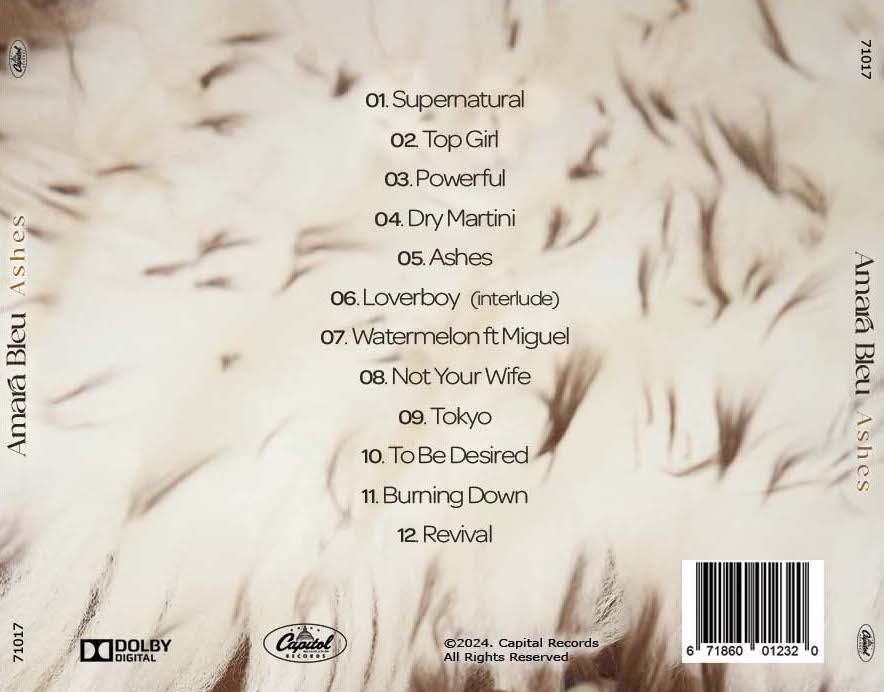 71017
01. Supernatural
02. Top Girl
03. Powerful
04. Dry Martini
05. Ashes
06. Loverboy (interlude)
07. Watermelon ft Miguel
08. Not Your Wife
09. Tokyo
10. To Be Desired
11. Burning Down
12. Revival
Amará Bleu Ashes
Amará Bleu Ashes
71017
DOLBY
DIGITAL
Capitol
RECORDS
©2024. Capital Records
All Rights Reserved
6 71860 01232 0